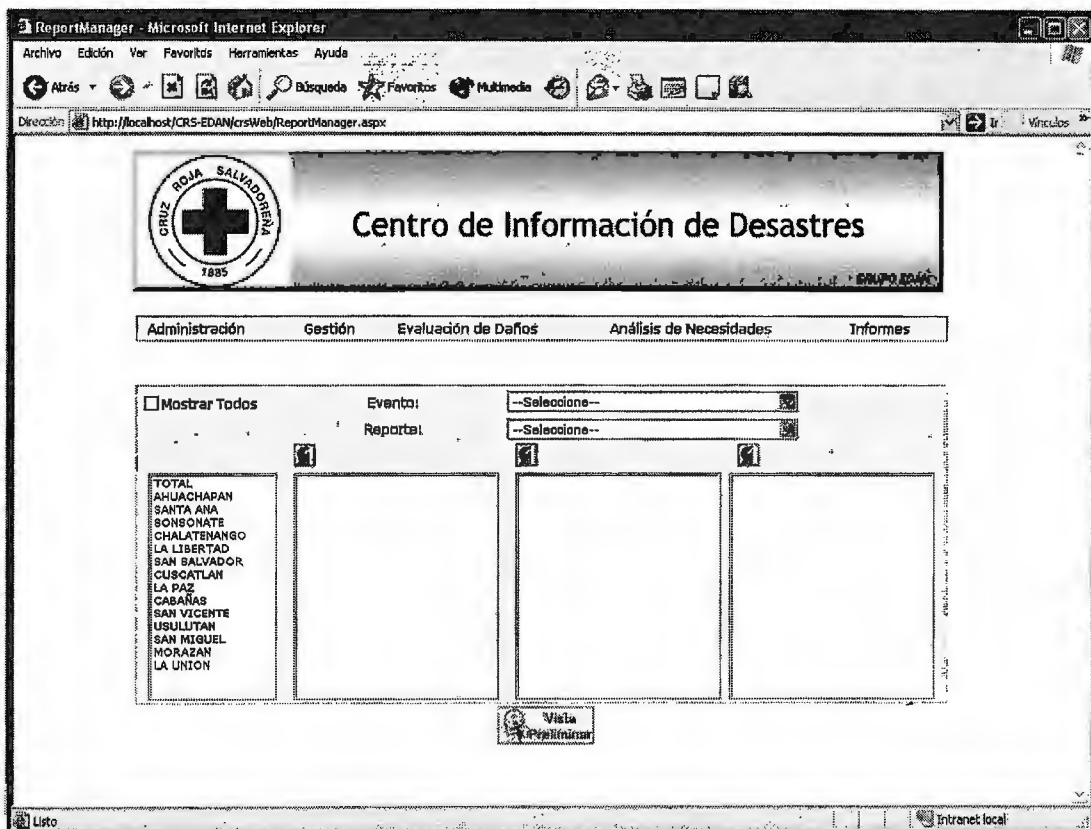 ReportManager - Microsoft Internet Explorer
Archivo Edición Ver Favoritos Herramientas Ayuda
Atrás Búsqueda Favoritos Multimedia
Dirección http://localhost/CRS-EDAN/crsWeb/ReportManager.aspx Ir Vínculos
CRUZ ROJA SALVADOREÑA
1885
Centro de Información de Desastres
GRUPO EDAN
Administración Gestión Evaluación de Daños Análisis de Necesidades Informes
Mostrar Todos Evento: --Seleccione--
Reporte: --Seleccione--
TOTAL
AHUACHAPAN
SANTA ANA
SONSONATE
CHALATENANGO
LA LIBERTAD
SAN SALVADOR
CUSCATLAN
LA PAZ
CABAÑAS
SAN VICENTE
USULUTAN
SAN MIGUEL
MORAZAN
LA UNION
Vista
Preliminar
Listo Intranet local